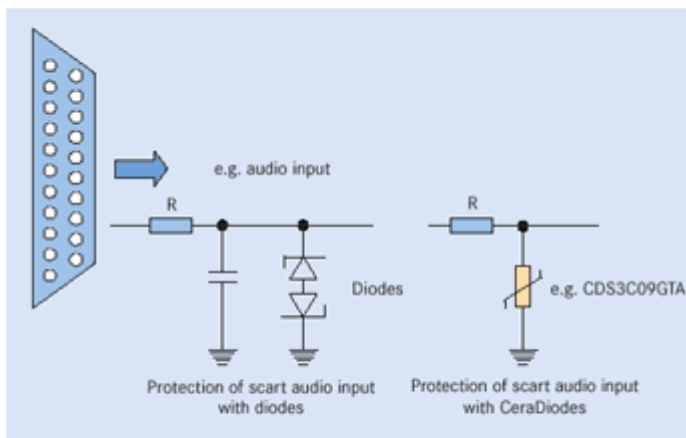 e.g. audio input
R
R
Diodes
e.g. CDS3C09GTA
Protection of scart audio input
with diodes
Protection of scart audio input
with CeraDiodes